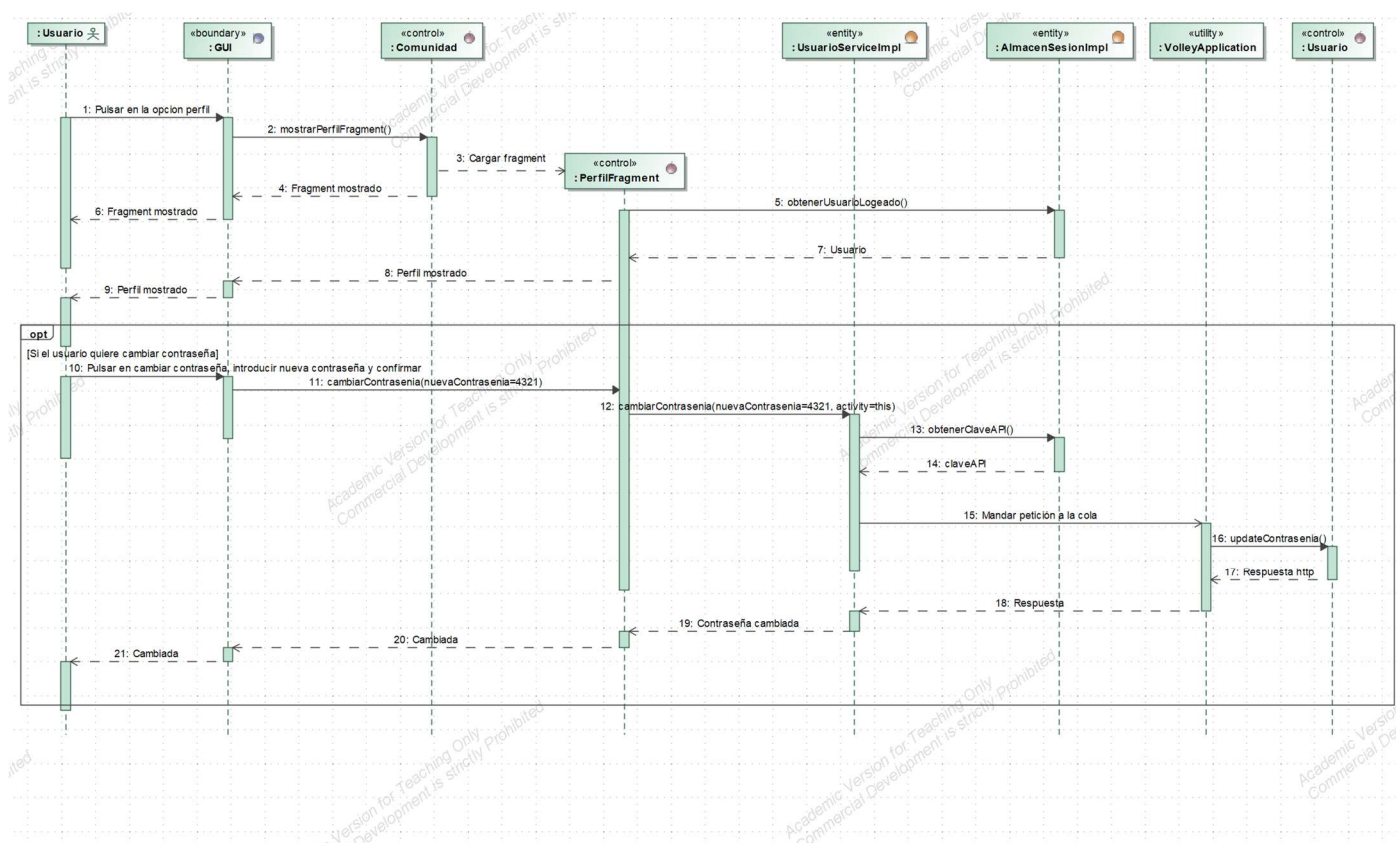 : Usuario
«boundary»
: GUI
«control»
: Comunidad
«entity»
: UsuarioServiceImpl
«entity»
: AlmacenSesionImpl
«utility»
: VolleyApplication
«control»
: Usuario
1: Pulsar en la opcion perfil
2: mostrarPerfilFragment()
3: Cargar fragment
«control»
: PerfilFragment
4: Fragment mostrado
5: obtenerUsuarioLogeado()
6: Fragment mostrado
7: Usuario
8: Perfil mostrado
9: Perfil mostrado
opt
[Si el usuario quiere cambiar contraseña]
10: Pulsar en cambiar contraseña, introducir nueva contraseña y confirmar
11: cambiarContrasenia(nuevaContrasenia=4321)
12: cambiarContrasenia(nuevaContrasenia=4321, activity=this)
13: obtenerClaveAPI()
14: claveAPI
15: Mandar petición a la cola
16: updateContrasenia()
17: Respuesta http
18: Respuesta
19: Contraseña cambiada
20: Cambiada
21: Cambiada
Academic Version for Teaching Only
Commercial Development is strictly Prohibited